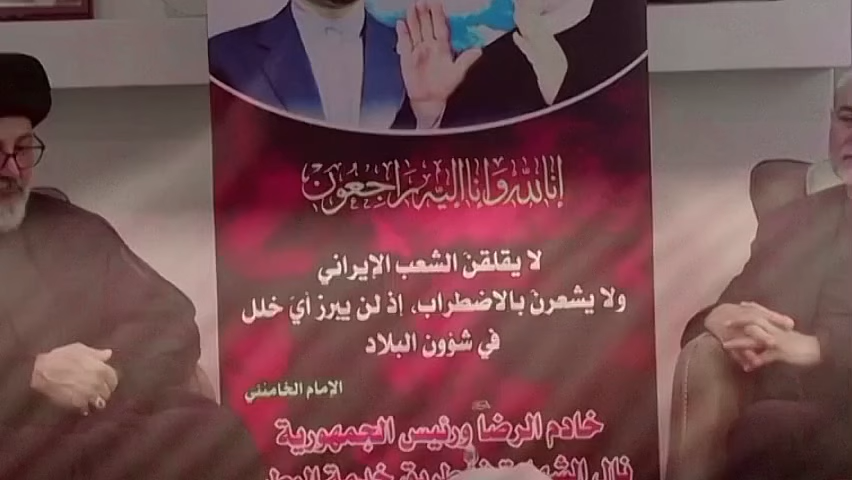 إنا لله وإنا إليه راجعون
لا يقلقنّ الشعب الإيراني
ولا يشعرنّ بالاضطراب، إذ لن يبرز أيّ خلل
في شؤون البلاد
الإمام الخامنئي
خادم الرضا ورئيس الجمهورية
نال